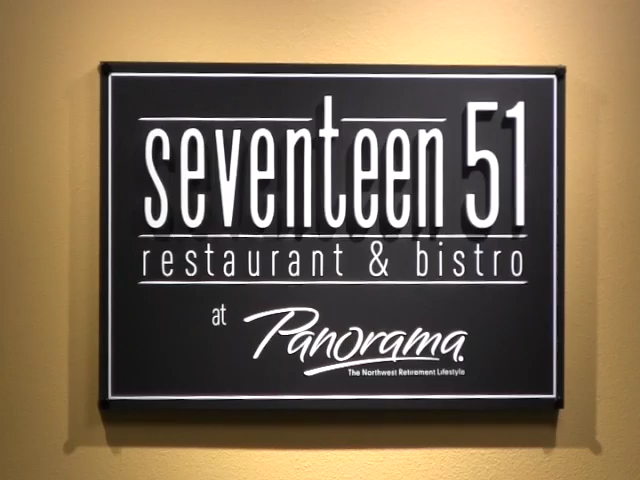 seventeen 51
restaurant & bistro
at Panorama.
The Northwest Retirement Lifestyle